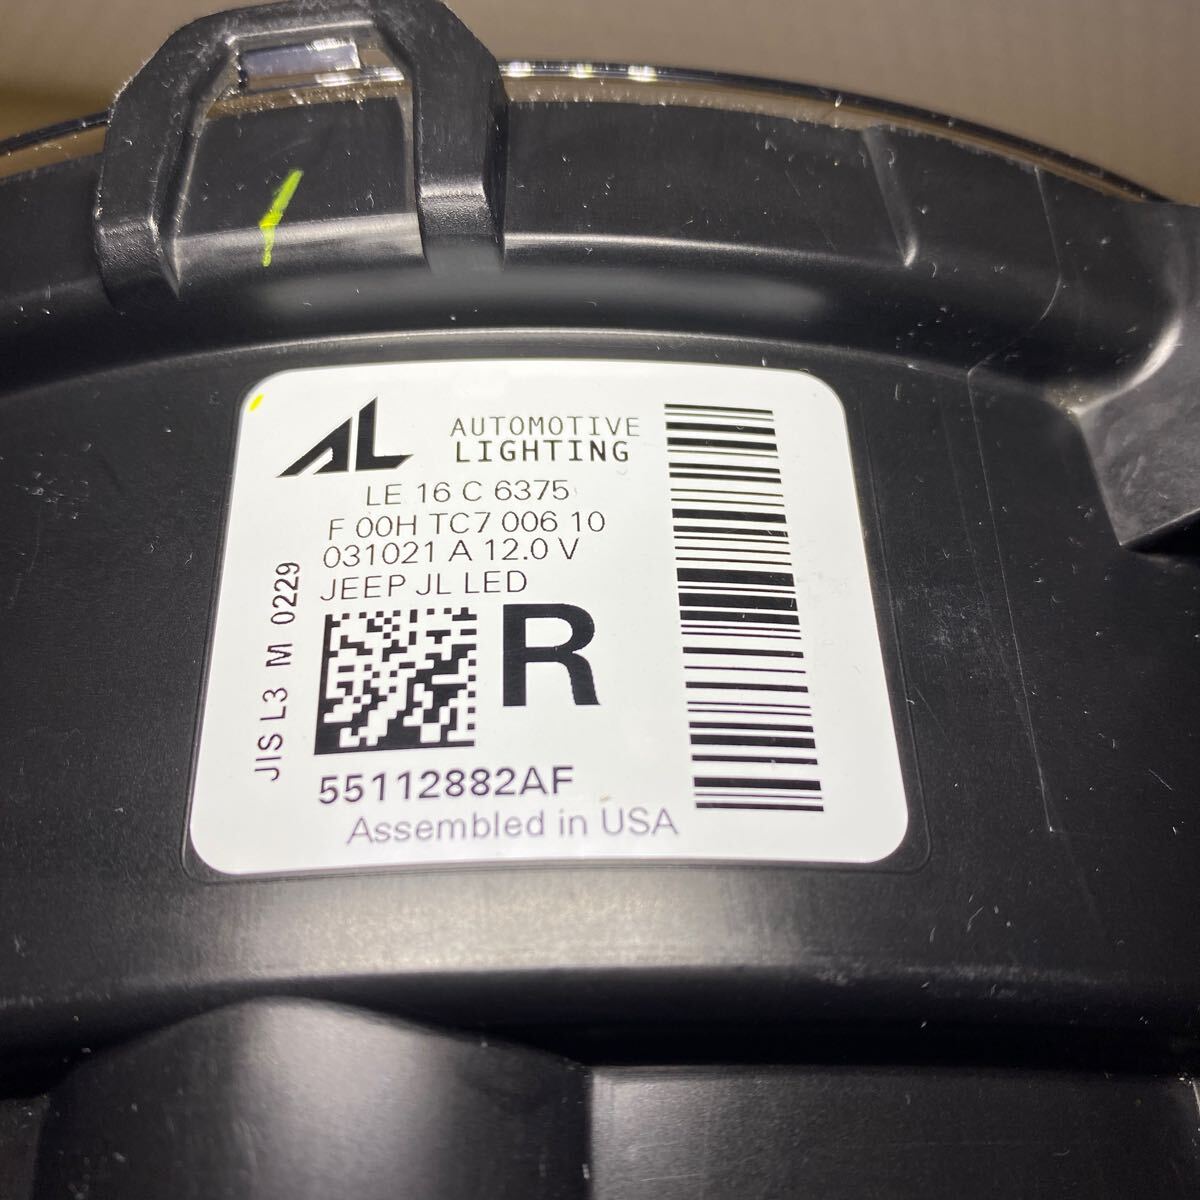 AL
AUTOMOTIVE
LIGHTING
LE 16 C 6375
F 00H TC7 006 10
031021 A 12.0 V
JEEP JL LED
JIS L3 M 0229
R
55112882AF
Assembled in USA